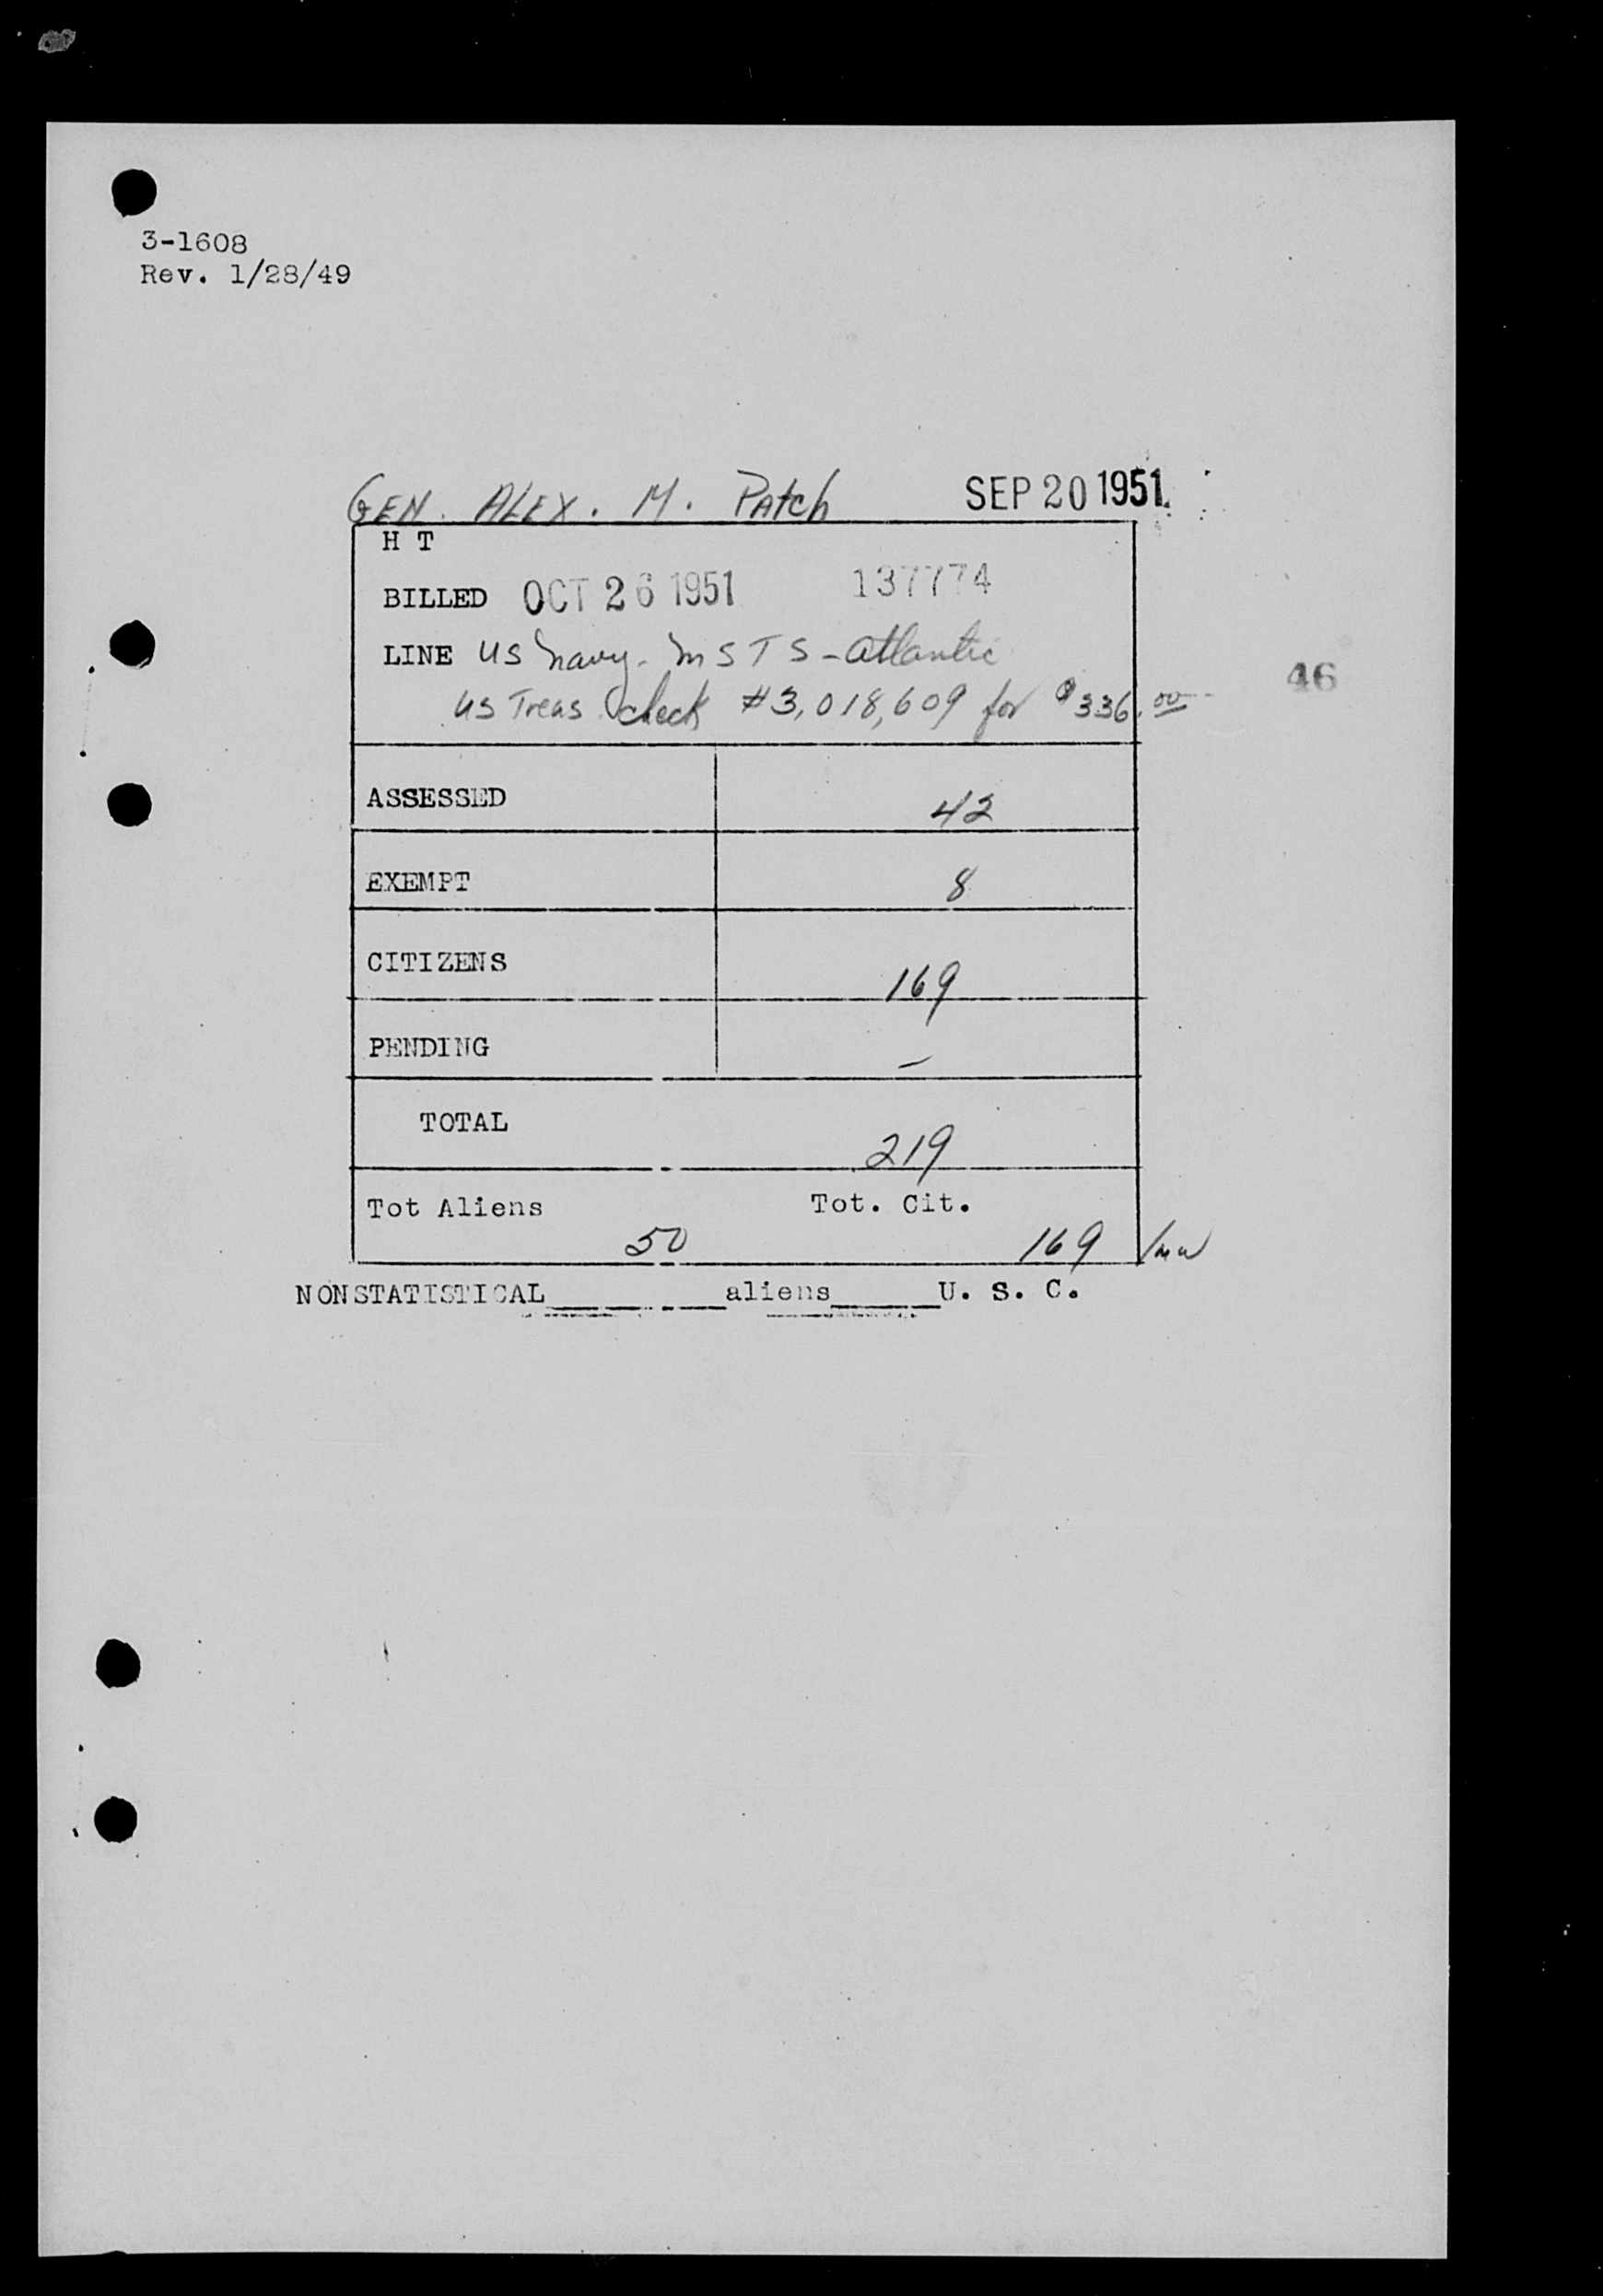 3-1608
Rev. 1/28/49
GEN. ALEX. M. Patch SEP 20 1951
H T
BILLED OCT 26 1951 137774
LINE US Navy - MSTS - Atlantic
46
US Treas check #3,018,609 for $336.00
ASSESSED 42
EXEMPT 8
CITIZENS 169
PENDING –
TOTAL 219
Tot Aliens 50 Tot. Cit. 169
NONSTATISTICAL aliens U. S. C.